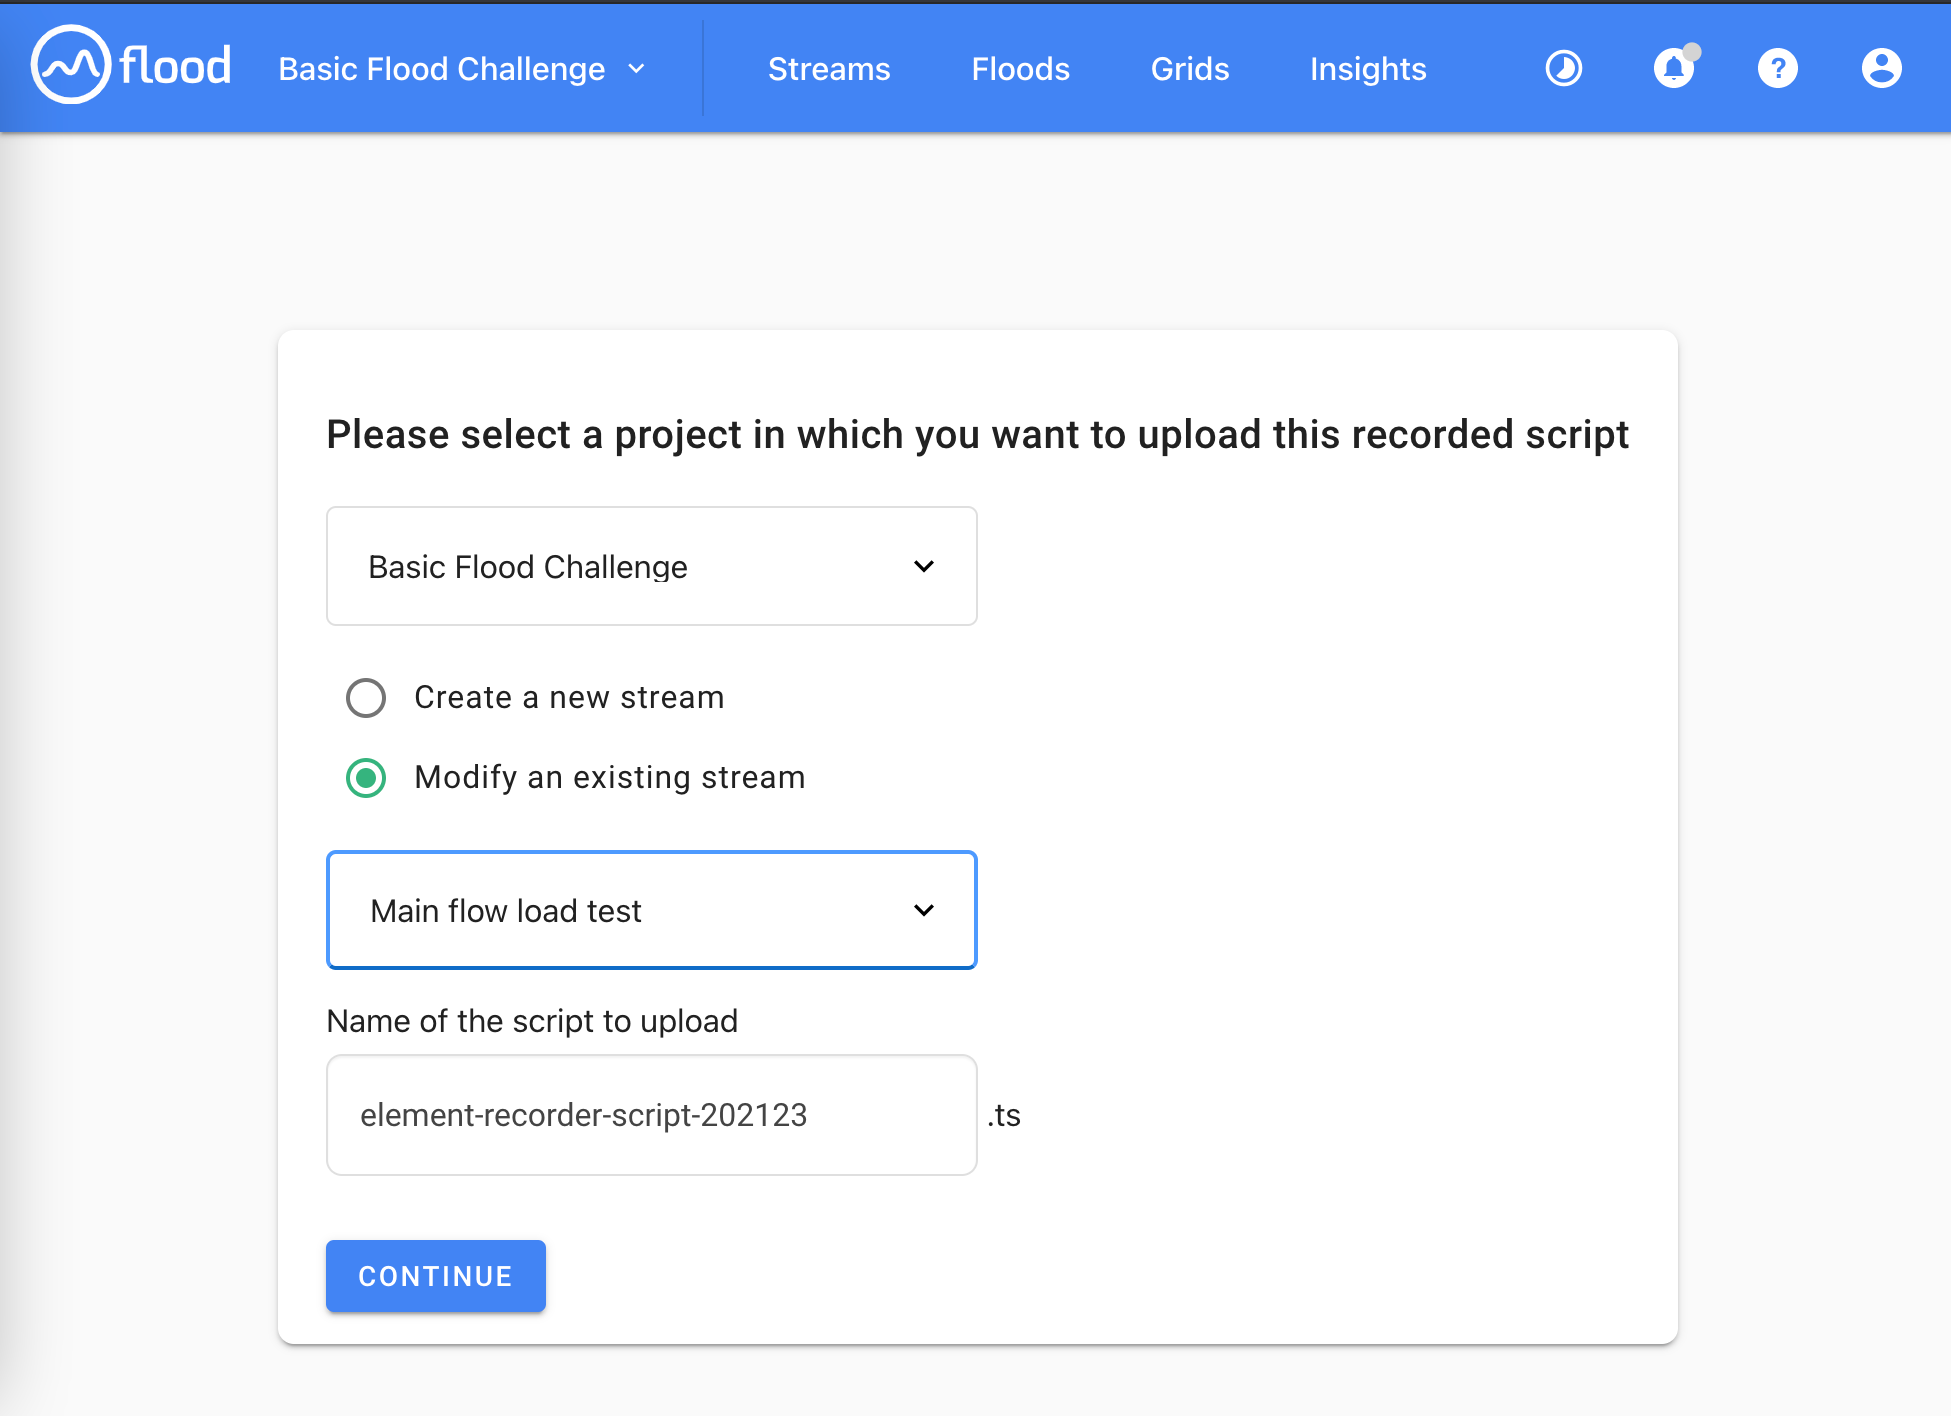 flood Basic Flood Challenge Streams Floods Grids Insights ?
Please select a project in which you want to upload this recorded script
Basic Flood Challenge
Create a new stream
Modify an existing stream
Main flow load test
Name of the script to upload
element-recorder-script-202123 .ts
CONTINUE